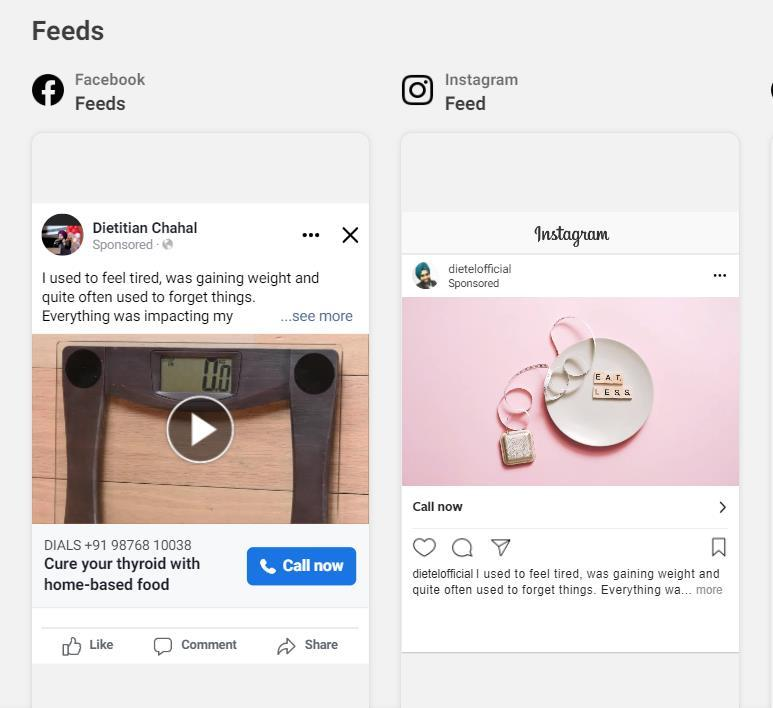 Feeds
Facebook
Feeds
Dietitian Chahal
Sponsored ·
I used to feel tired, was gaining weight and
quite often used to forget things.
Everything was impacting my ...see more
0.0
DIALS +91 98768 10038
Cure your thyroid with
home-based food
Call now
Like Comment Share
Instagram
Feed
Instagram
dietelofficial
Sponsored
EAT
LESS
Call now
dietelofficial I used to feel tired, was gaining weight and
quite often used to forget things. Everything wa... more